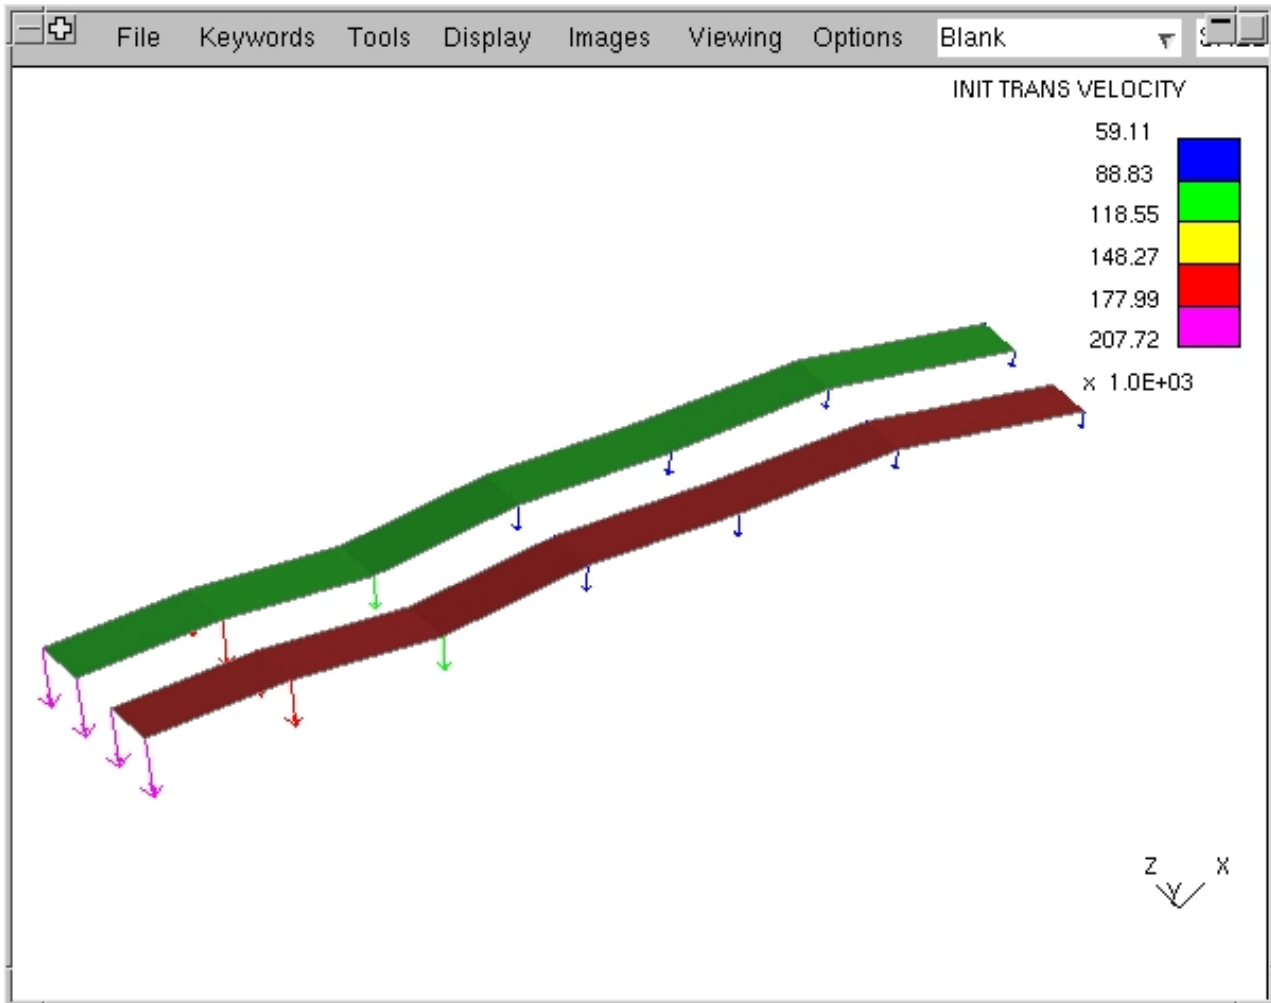 File Keywords Tools Display Images Viewing Options Blank
INIT TRANS VELOCITY
59.11
88.83
118.55
148.27
177.99
207.72
x 1.0E+03
Z X
Y